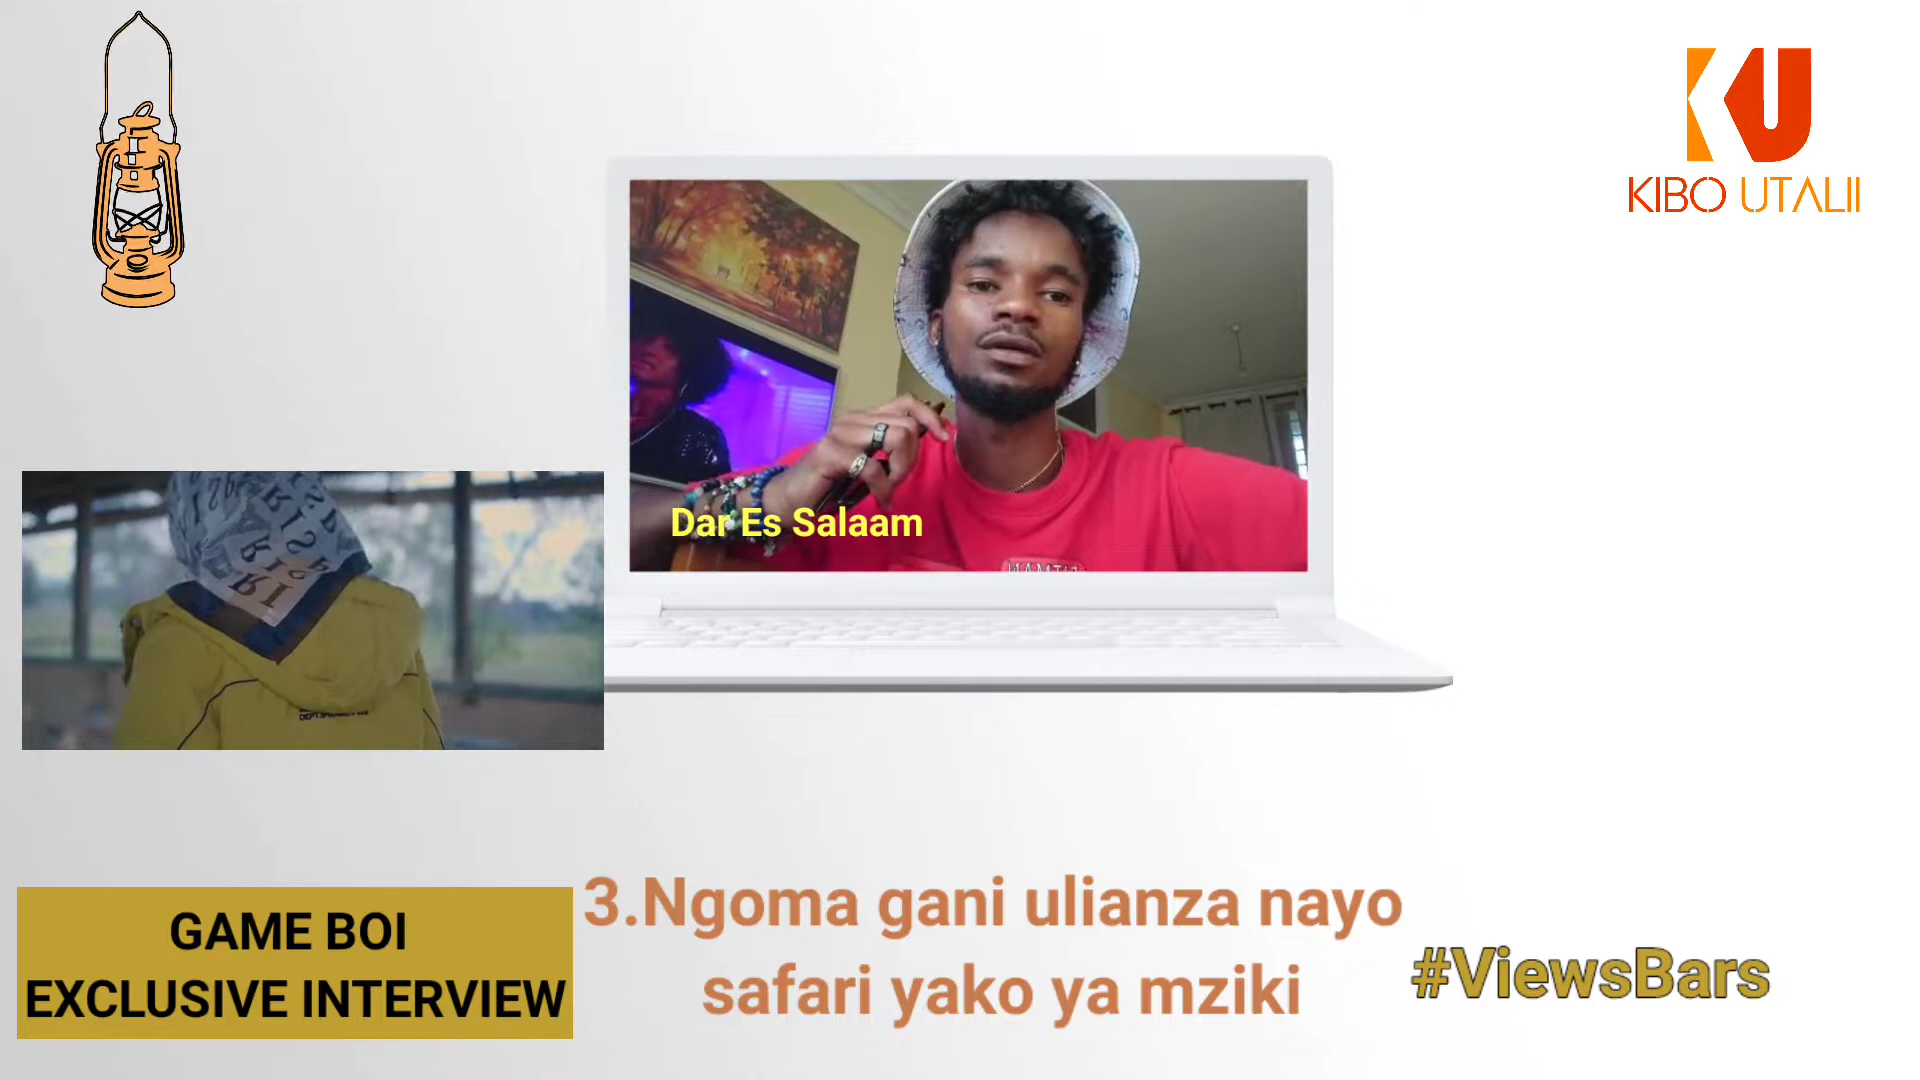 KU
KIBO UTALII
Dar Es Salaam
GAME BOI
EXCLUSIVE INTERVIEW
3.Ngoma gani ulianza nayo
safari yako ya mziki
#ViewsBars